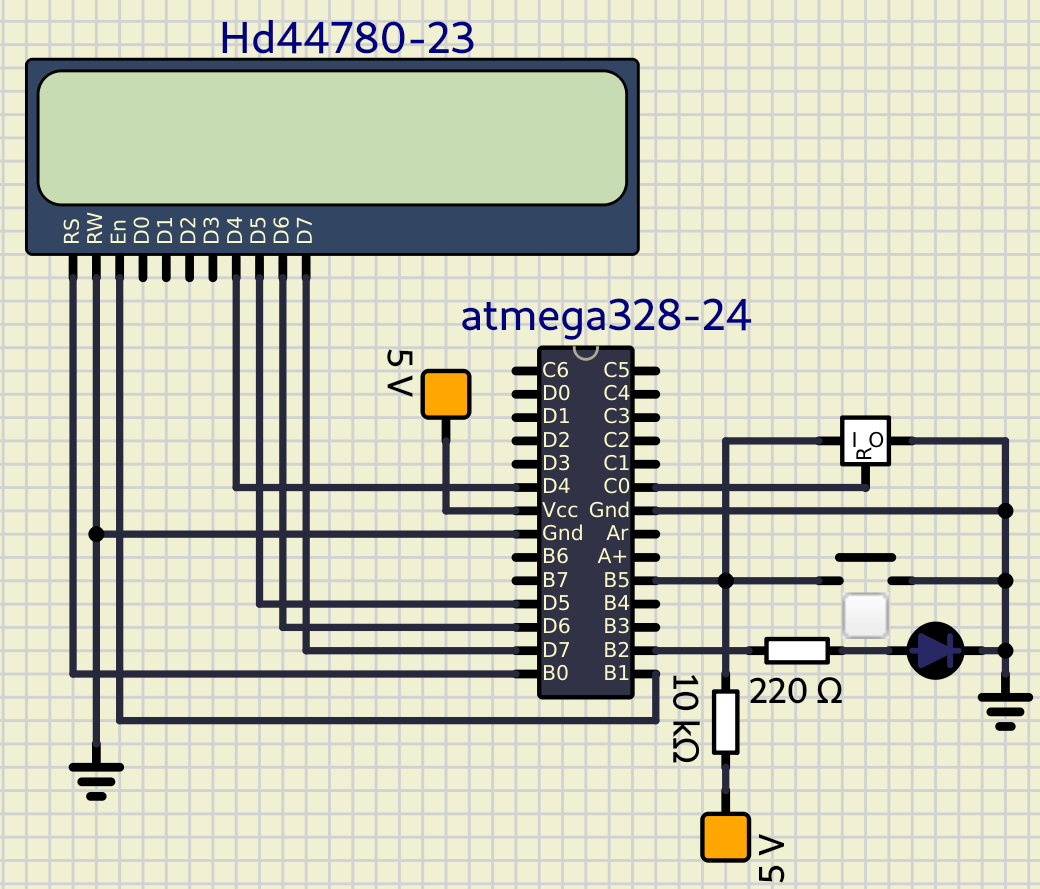 Hd44780-23
RS RW En D0 D1 D2 D3 D4 D5 D6 D7
atmega328-24
5 V
C6 C5
D0 C4
D1 C3
D2 C2
D3 C1
D4 C0
Vcc Gnd
Gnd Ar
B6 A+
B7 B5
D5 B4
D6 B3
D7 B2
B0 B1
I O
R
220 Ω
10 kΩ
5 V